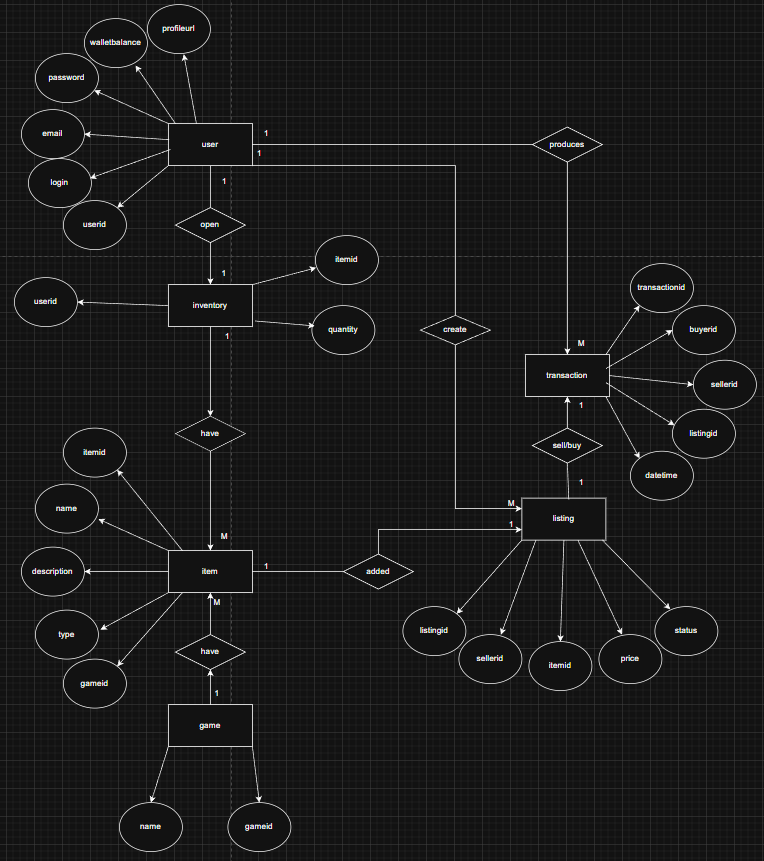 profileurl
walletbalance
password
email
login
userid
user
1
1
produces
1
open
1
itemid
userid
inventory
quantity
1
create
transactionid
buyerid
M
transaction
sellerid
1
listingid
have
sell/buy
itemid
datetime
1
name
M
listing
1
M
description
item
1
added
M
type
listingid
status
have
sellerid
itemid
price
gameid
1
game
name
gameid